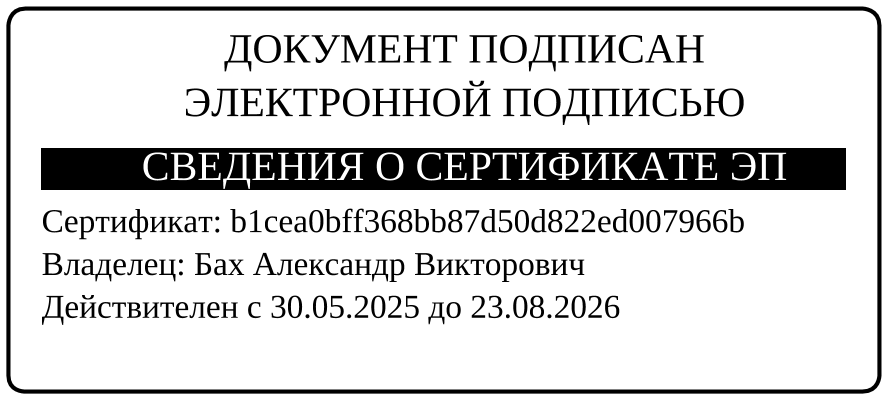 ДОКУМЕНТ ПОДПИСАН
ЭЛЕКТРОННОЙ ПОДПИСЬЮ
СВЕДЕНИЯ О СЕРТИФИКАТЕ ЭП
Сертификат: b1cea0bff368bb87d50d822ed007966b
Владелец: Бах Александр Викторович
Действителен с 30.05.2025 до 23.08.2026